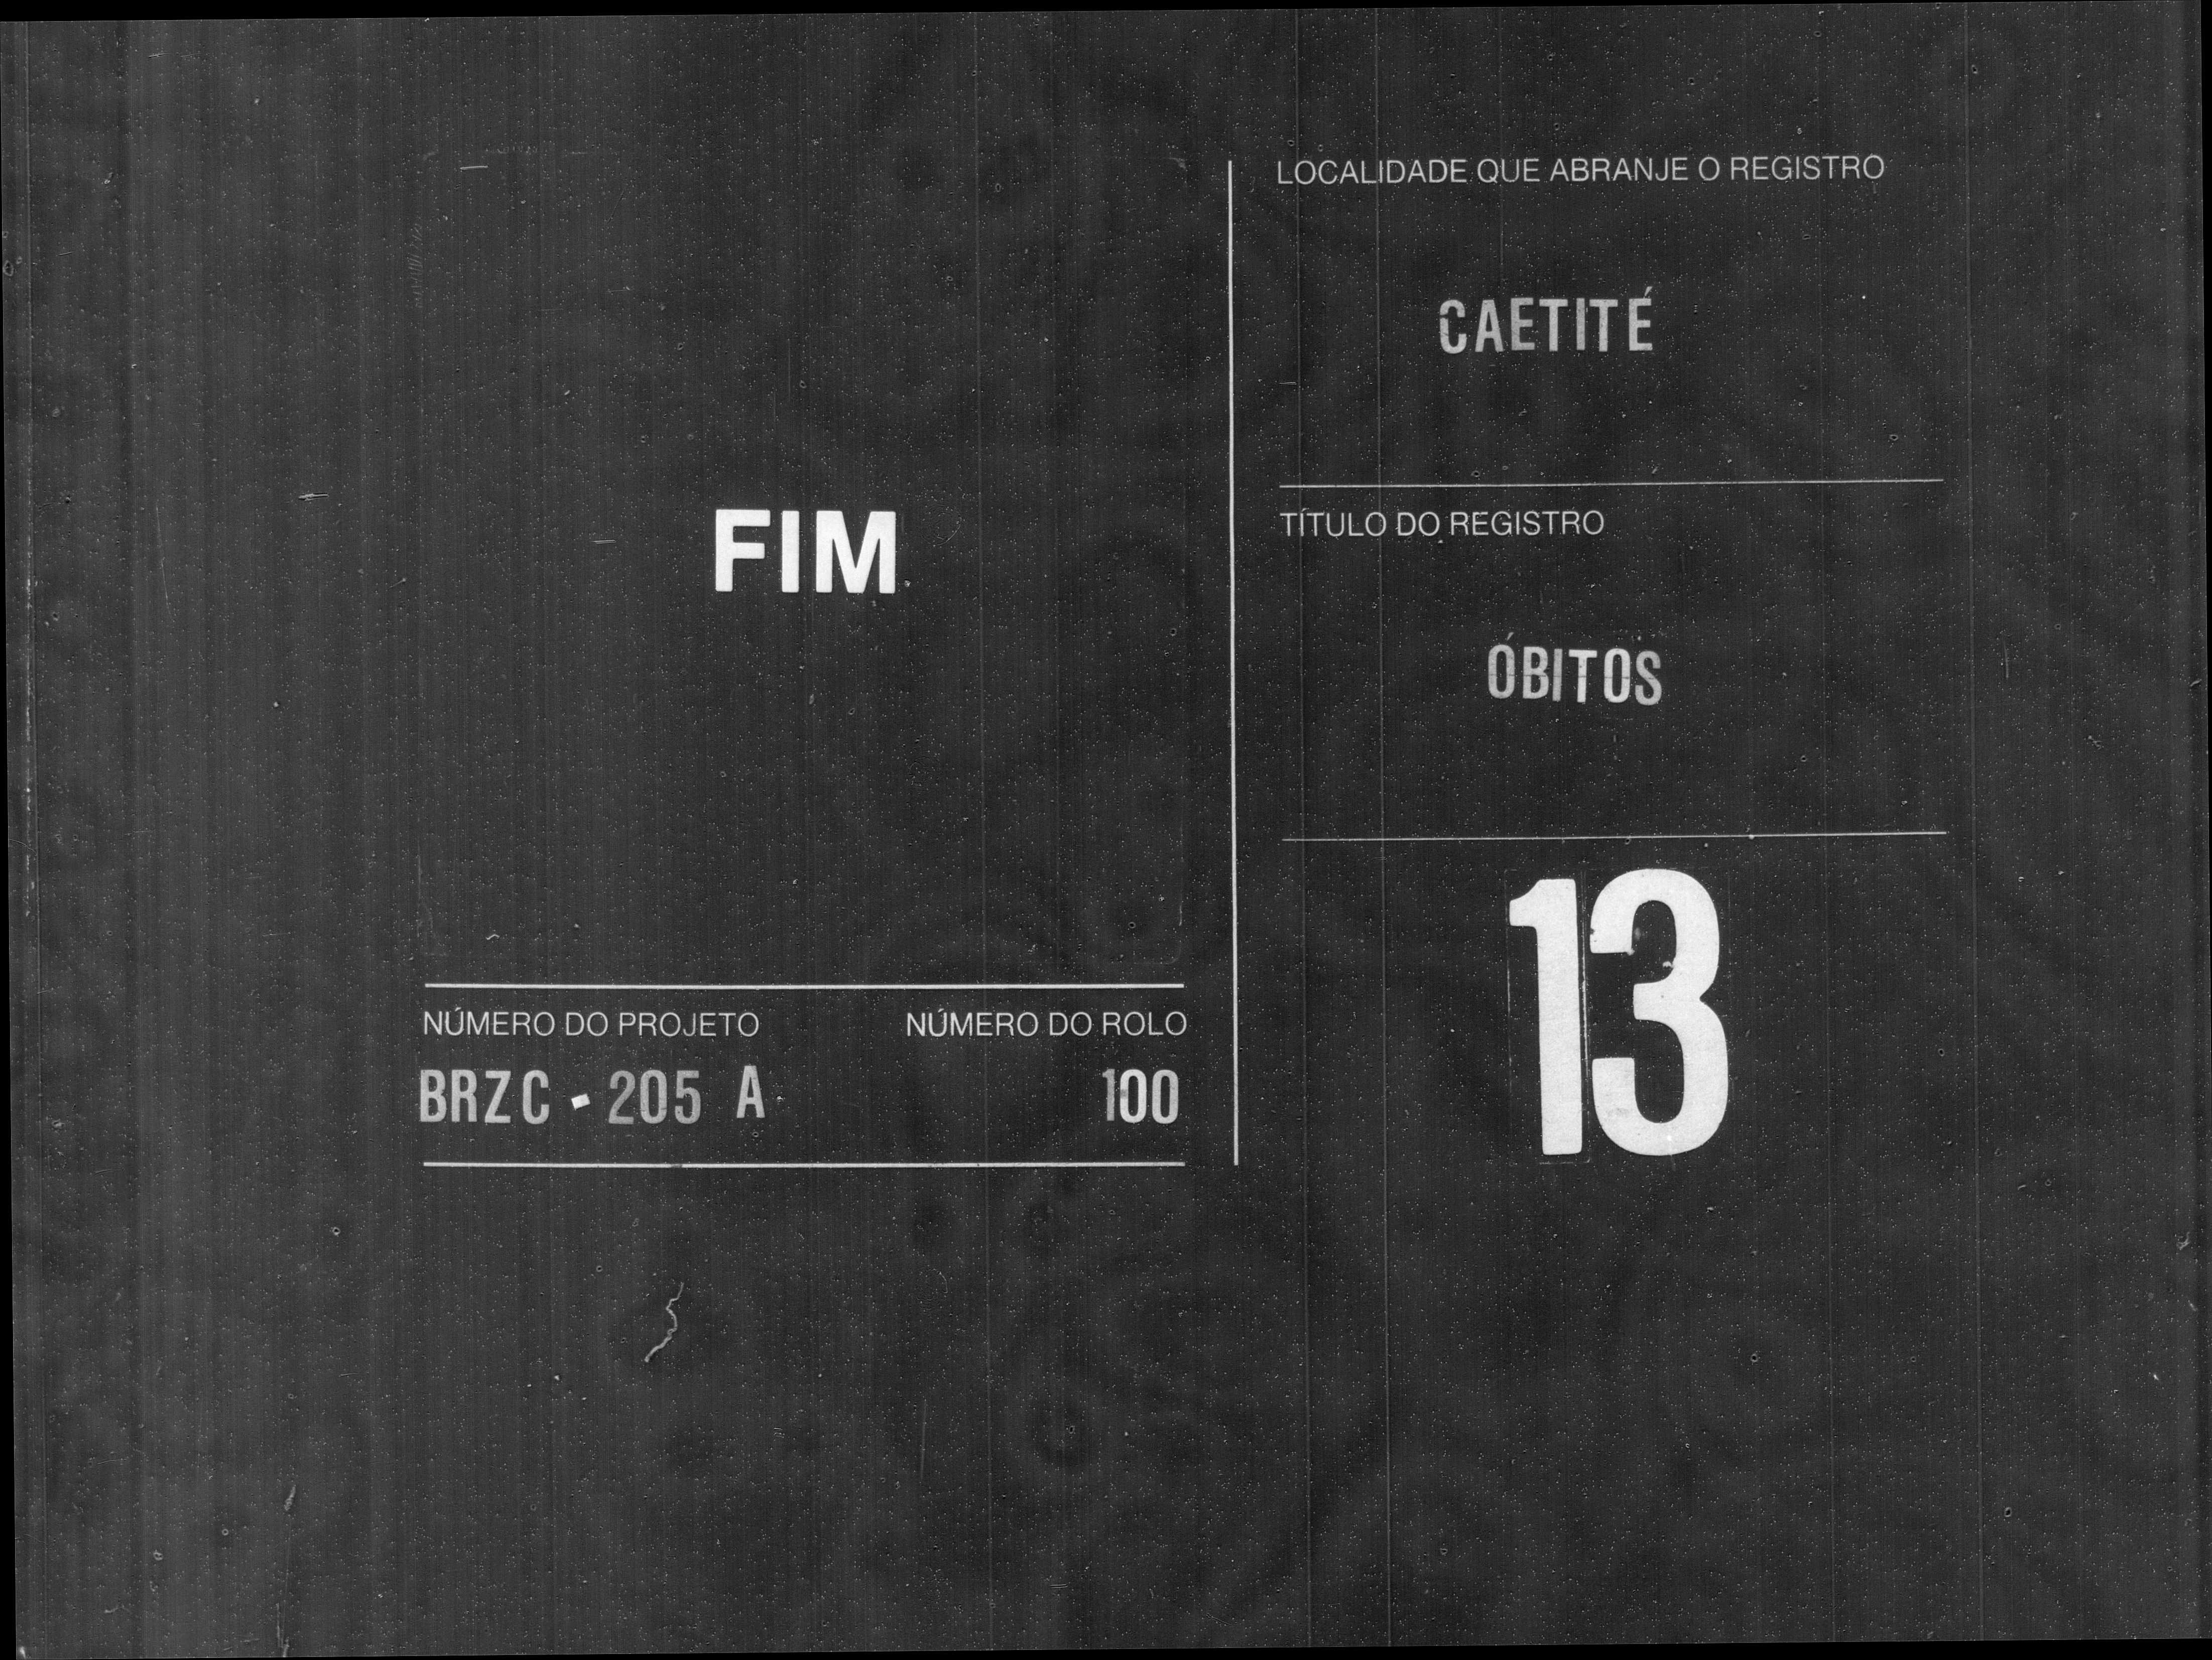 FIM
NÚMERO DO PROJETO
BRZC · 205 A
NÚMERO DO ROLO
100
LOCALIDADE QUE ABRANJE O REGISTRO
CAETITÉ
TÍTULO DO REGISTRO
ÓBITOS
13